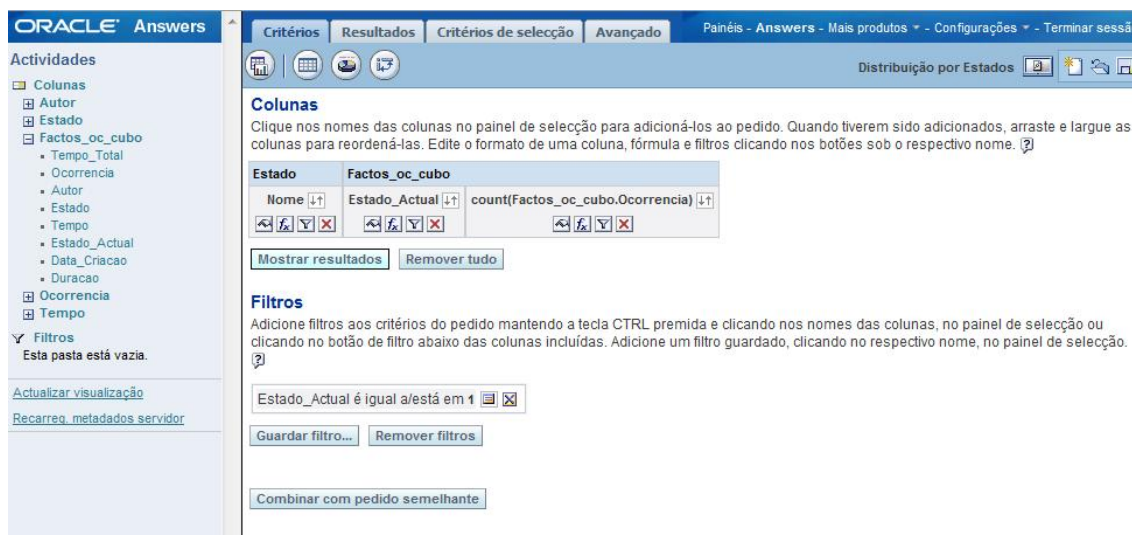 ORACLE Answers
Critérios
Resultados
Critérios de selecção
Avançado
Painéis - Answers - Mais produtos - Configurações - Terminar sessã
Distribuição por Estados
Actividades
Colunas
Autor
Estado
Factos_oc_cubo
Tempo_Total
Ocorrencia
Autor
Estado
Tempo
Estado_Actual
Data_Criacao
Duracao
Ocorrencia
Tempo
Filtros
Esta pasta está vazia.
Actualizar visualização
Recarreg. metadados servidor
Colunas
Clique nos nomes das colunas no painel de selecção para adicioná-los ao pedido. Quando tiverem sido adicionados, arraste e largue as
colunas para reordená-las. Edite o formato de uma coluna, fórmula e filtros clicando nos botões sob o respectivo nome.
Estado Factos_oc_cubo
Nome Estado_Actual count(Factos_oc_cubo.Ocorrencia)
Mostrar resultados Remover tudo
Filtros
Adicione filtros aos critérios do pedido mantendo a tecla CTRL premida e clicando nos nomes das colunas, no painel de selecção ou
clicando no botão de filtro abaixo das colunas incluídas. Adicione um filtro guardado, clicando no respectivo nome, no painel de selecção.
Estado_Actual é igual a/está em 1
Guardar filtro... Remover filtros
Combinar com pedido semelhante